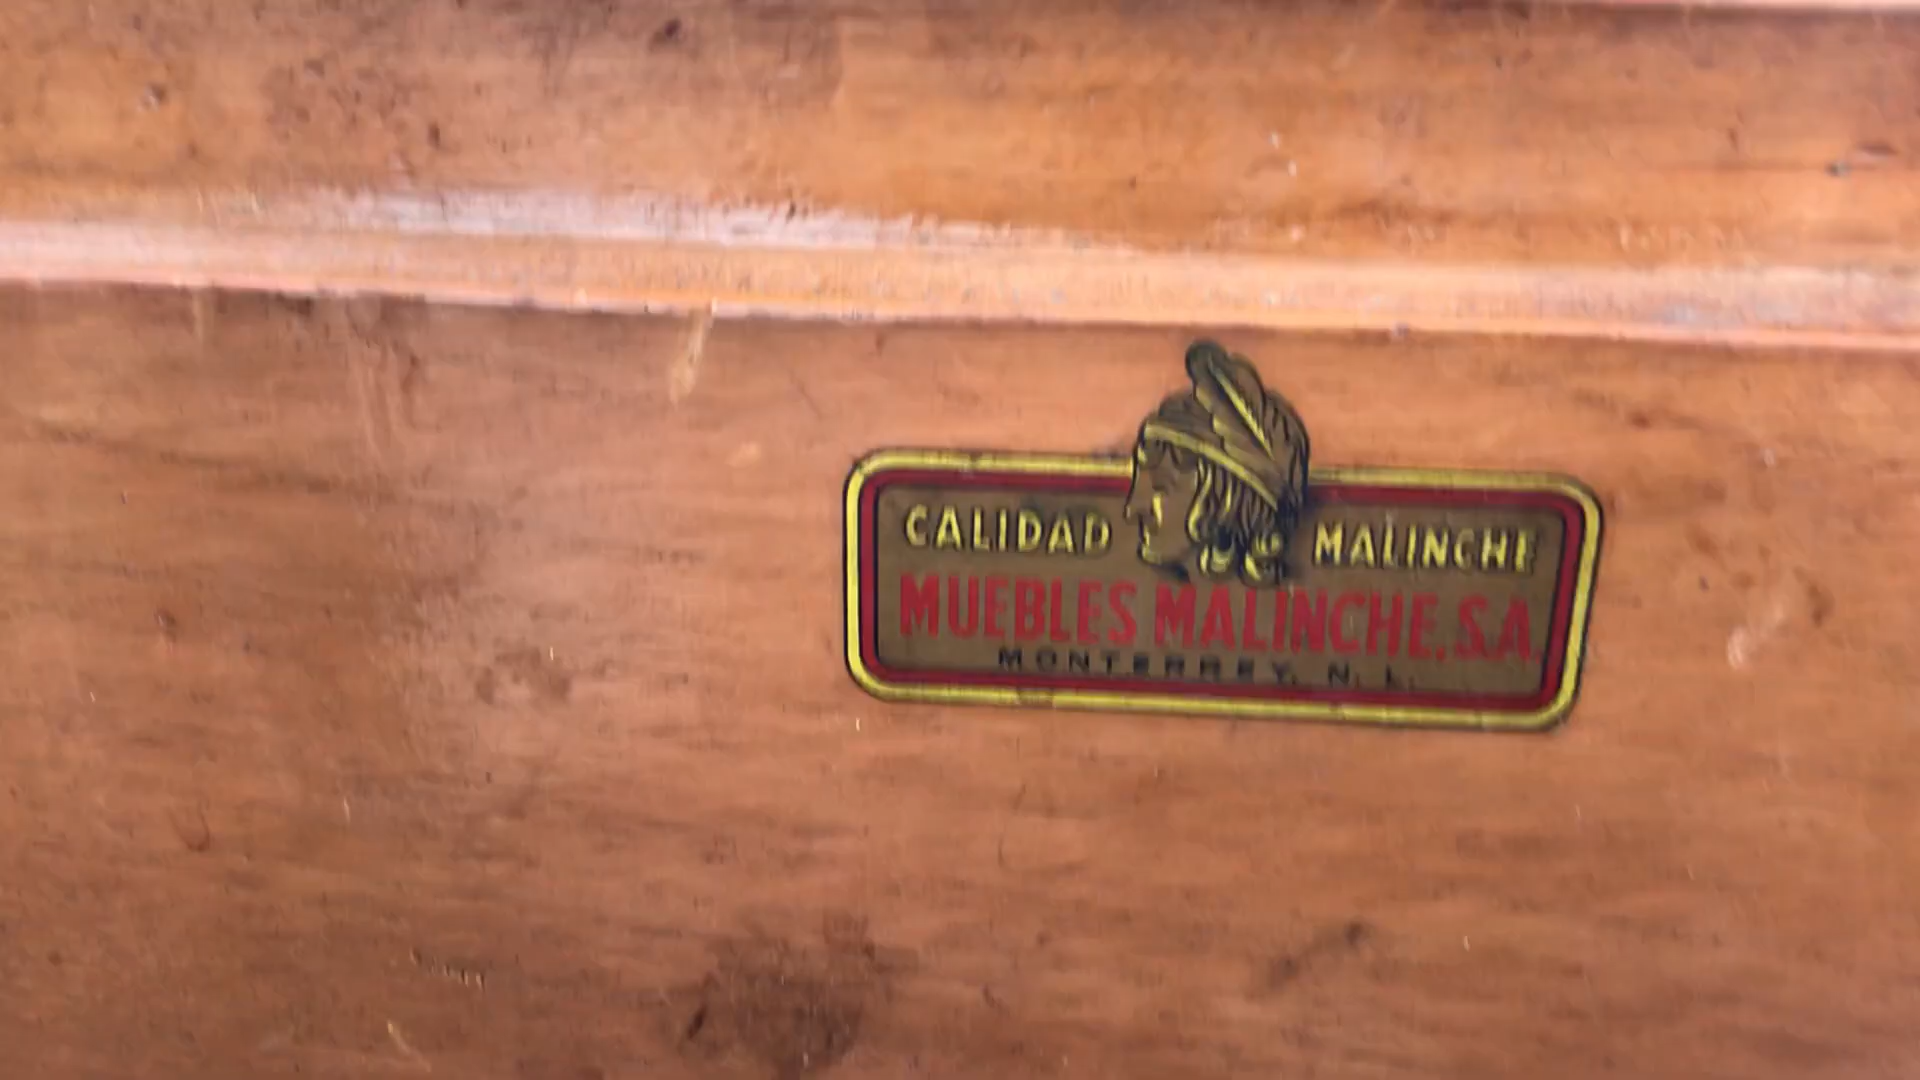 CALIDAD MALINCHE
MUEBLES MALINCHE, S.A.
MONTERREY, N. L.